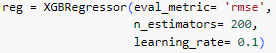 reg = XGBRegressor(eval_metric= 'rmse',
n_estimators= 200,
learning_rate= 0.1)